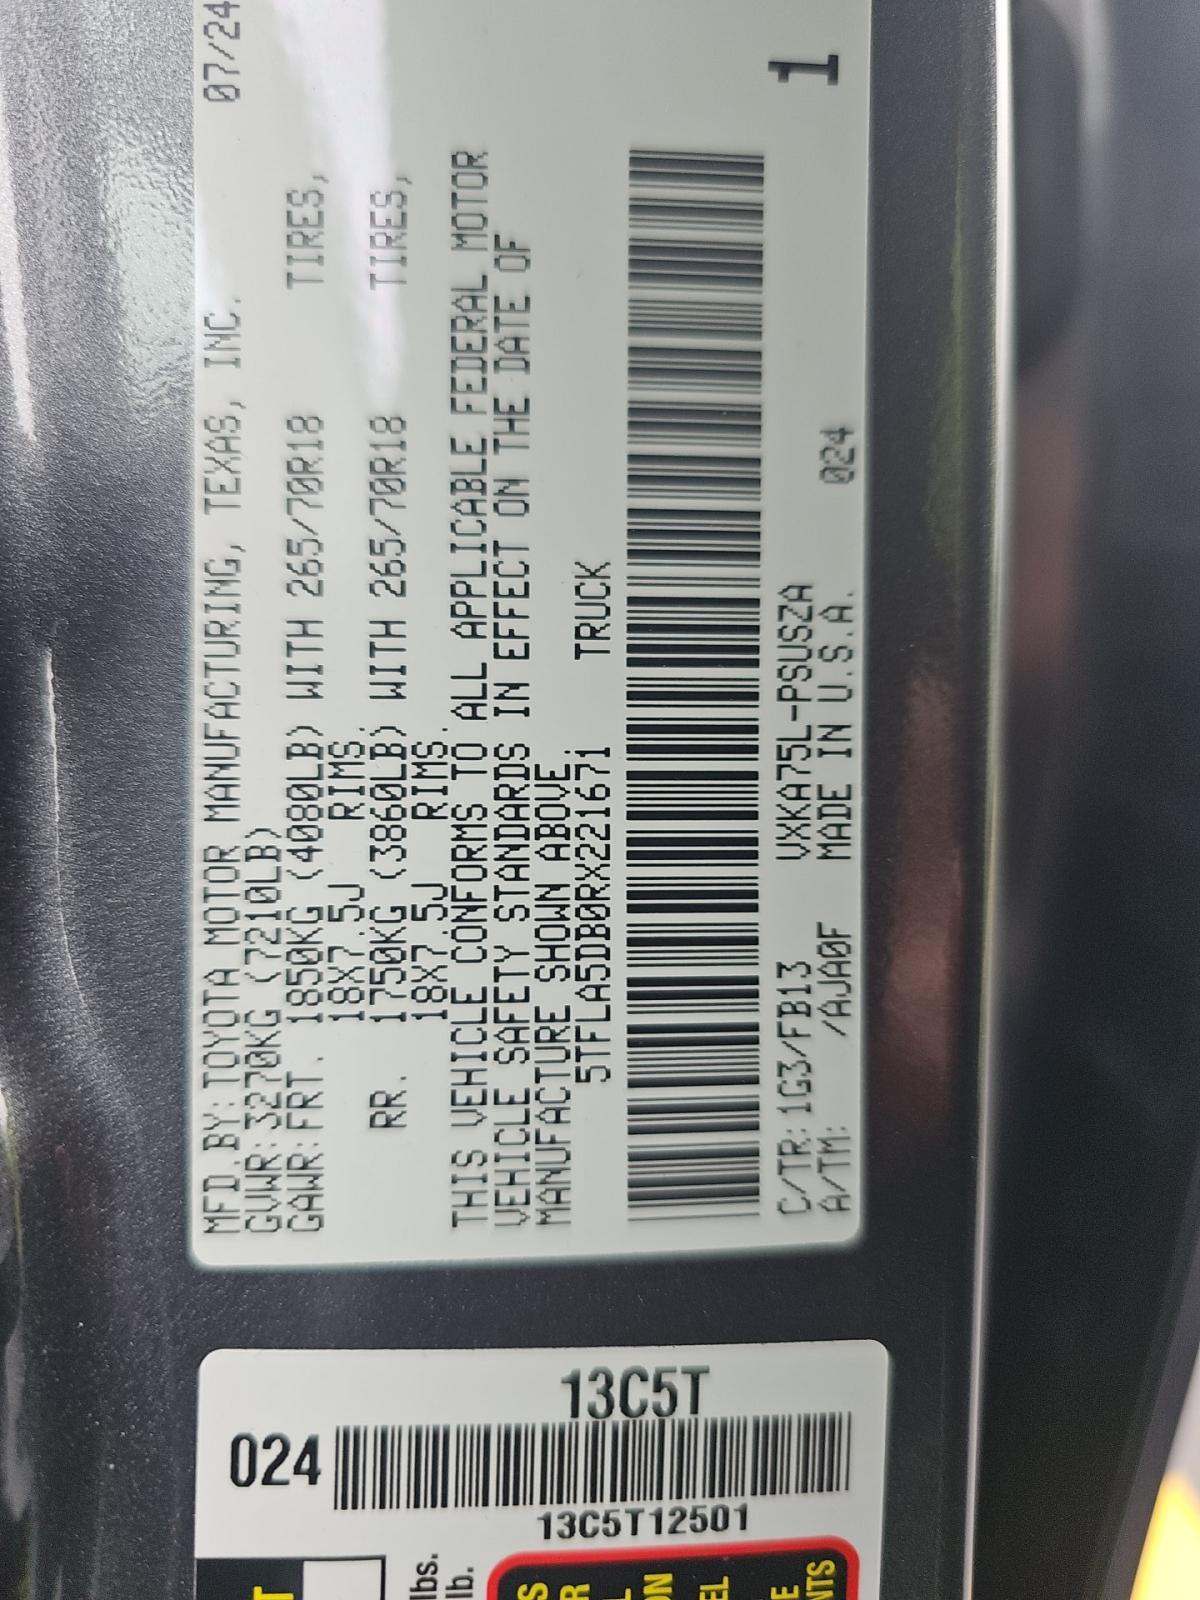 MFD.BY:TOYOTA MOTOR MANUFACTURING, TEXAS, INC. 07/24
GVWR:3270KG (7210LB)
GAWR:FRT. 1850KG (4080LB) WITH 265/70R18 TIRES,
18X7.5J RIMS.
RR. 1750KG (3860LB) WITH 265/70R18 TIRES,
18X7.5J RIMS.
THIS VEHICLE CONFORMS TO ALL APPLICABLE FEDERAL MOTOR
VEHICLE SAFETY STANDARDS IN EFFECT ON THE DATE OF
MANUFACTURE SHOWN ABOVE
5TFLA5DB0RX221671 TRUCK
C/TR:1G3/FB13 VXKA75L-PSUSZA 1
A/TM: /AJA0F MADE IN U.S.A. 024
024
13C5T
13C5T12501
lbs.
lb.